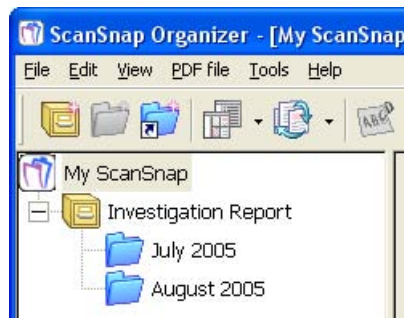 ScanSnap Organizer - [My ScanSnap
File Edit View PDF file Tools Help
ABC
My ScanSnap
Investigation Report
July 2005
August 2005